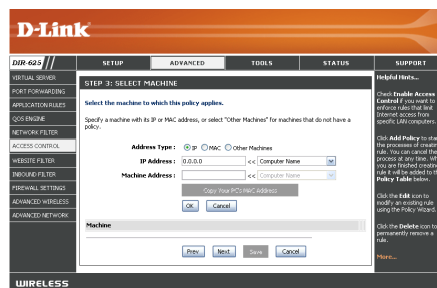 D-Link
DIR-625
SETUP
ADVANCED
TOOLS
STATUS
SUPPORT
VIRTUAL SERVER
PORT FORWARDING
APPLICATION RULES
QOS ENGINE
NETWORK FILTER
ACCESS CONTROL
WEBSITE FILTER
INBOUND FILTER
FIREWALL SETTINGS
ADVANCED WIRELESS
ADVANCED NETWORK
STEP 3: SELECT MACHINE
Select the machine to which this policy applies.
Specify a machine with its IP or MAC address, or select "Other Machines" for machines that do not have a
policy.
Address Type : IP MAC Other Machines
IP Address : 0.0.0.0 << Computer Name
Machine Address : << Computer Name
Copy Your PC's MAC Address
OK Cancel
Machine
Prev Next Save Cancel
Helpful Hints...
Check Enable Access
Control if you want to
enforce rules that limit
Internet access from
specific LAN computers.
Click Add Policy to star
the processes of creatin
rule. You can cancel the
process at any time. Wh
you are finished creatin
rule it will be added to th
Policy Table below.
Click the Edit icon to
modify an existing rule
using the Policy Wizard.
Click the Delete icon to
permanently remove a
rule.
More...
WIRELESS